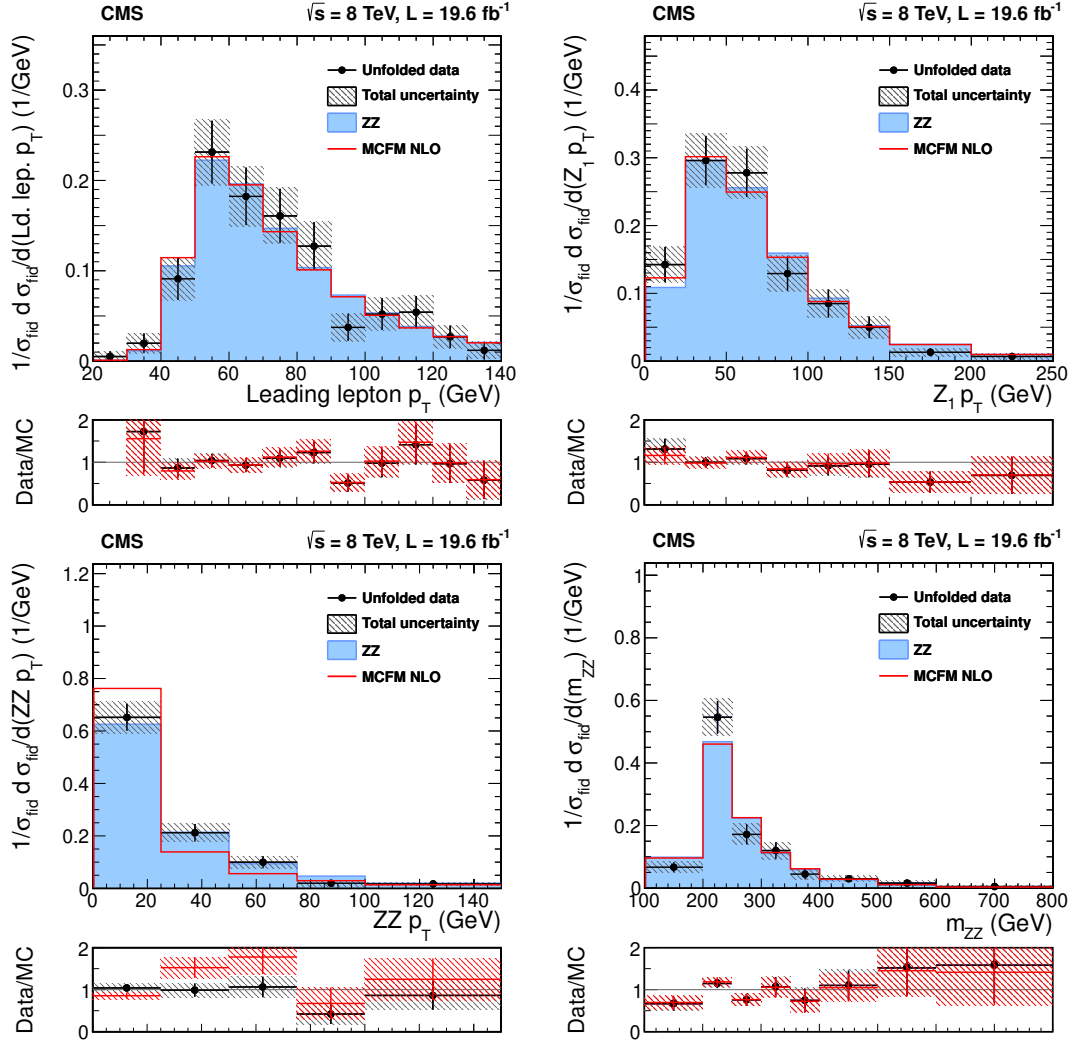 CMS √s = 8 TeV, L = 19.6 fb⁻¹
1/σ_fid d σ_fid/d(Ld. lep. p_T) (1/GeV)
0.3
0.2
0.1
0
Unfolded data
Total uncertainty
ZZ
MCFM NLO
20 40 60 80 100 120 140
Leading lepton p_T (GeV)
Data/MC
2
1
0
CMS √s = 8 TeV, L = 19.6 fb⁻¹
1/σ_fid d σ_fid/d(Z₁ p_T) (1/GeV)
0.4
0.3
0.2
0.1
0
Unfolded data
Total uncertainty
ZZ
MCFM NLO
0 50 100 150 200 250
Z₁ p_T (GeV)
Data/MC
2
1
0
CMS √s = 8 TeV, L = 19.6 fb⁻¹
1/σ_fid d σ_fid/d(ZZ p_T) (1/GeV)
1.2
1
0.8
0.6
0.4
0.2
0
Unfolded data
Total uncertainty
ZZ
MCFM NLO
0 20 40 60 80 100 120 140
ZZ p_T (GeV)
Data/MC
2
1
0
CMS √s = 8 TeV, L = 19.6 fb⁻¹
1/σ_fid d σ_fid/d(m_ZZ) (1/GeV)
1
0.8
0.6
0.4
0.2
0
Unfolded data
Total uncertainty
ZZ
MCFM NLO
100 200 300 400 500 600 700 800
m_ZZ (GeV)
Data/MC
2
1
0